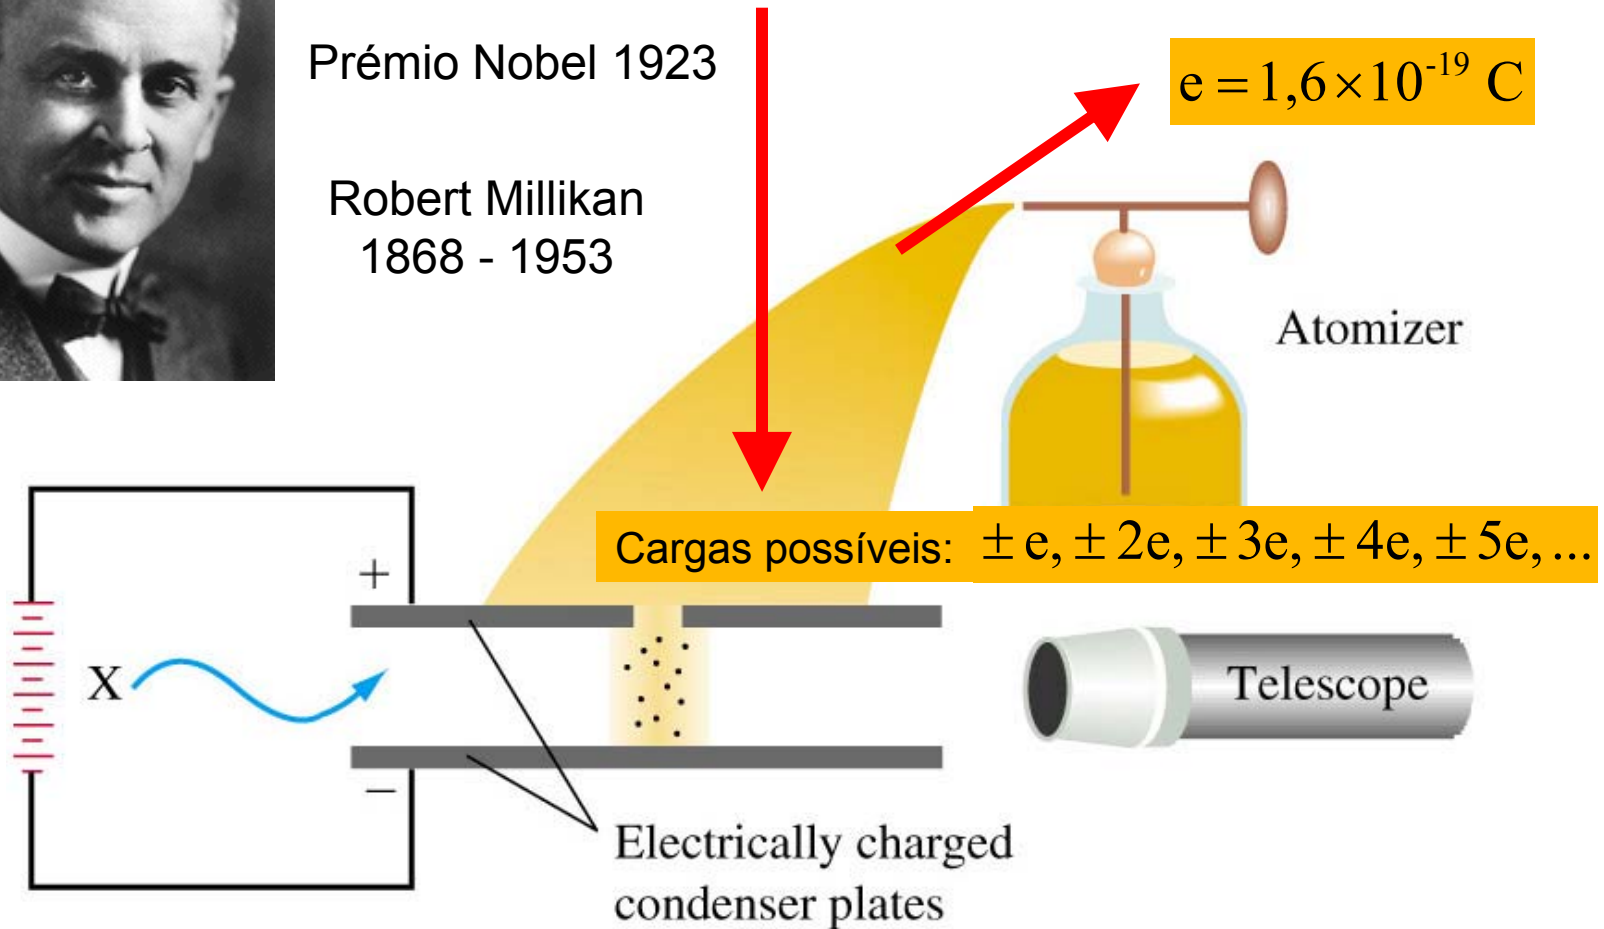 Prémio Nobel 1923
e = 1,6×10⁻¹⁹ C
Robert Millikan
1868 - 1953
Atomizer
Cargas possíveis: ± e, ± 2e, ± 3e, ± 4e, ± 5e, ...
+
X
Telescope
−
Electrically charged
condenser plates